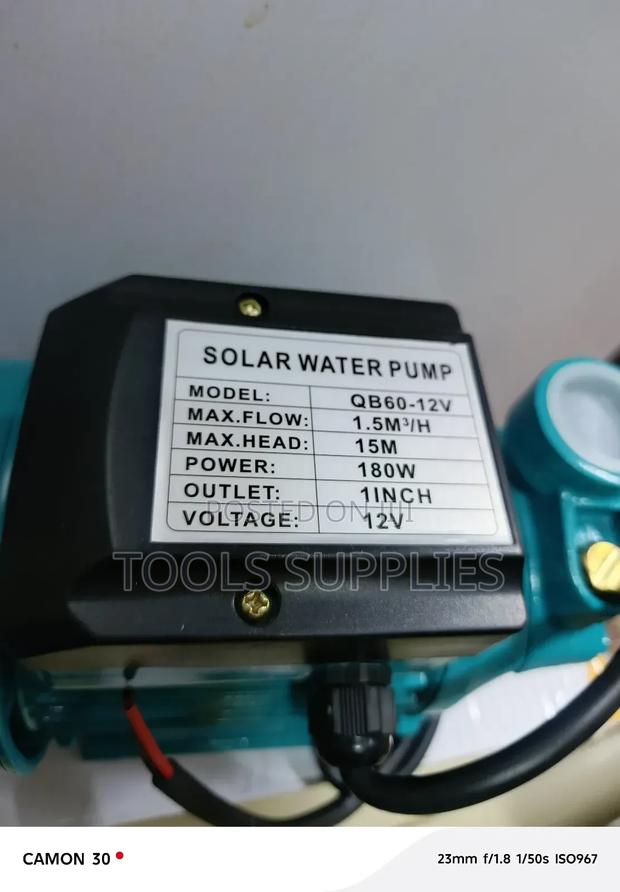 SOLAR WATER PUMP
MODEL: QB60-12V
MAX.FLOW: 1.5M³/H
MAX.HEAD: 15M
POWER: 180W
OUTLET: 1INCH
POSTED ON JIJI
VOLTAGE: 12V
TOOLS SUPPLIES
CAMON 30 23mm f/1.8 1/50s ISO967